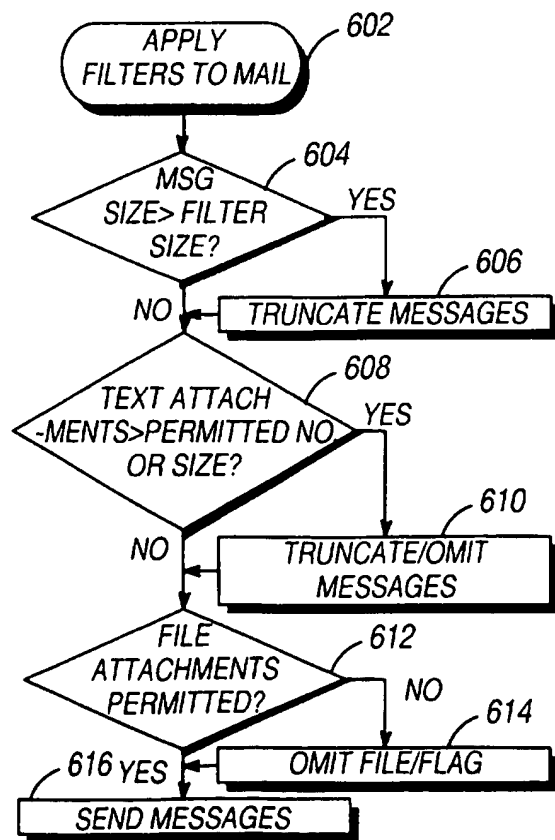 APPLY
FILTERS TO MAIL
602
604
MSG
SIZE> FILTER
SIZE?
YES
606
NO
TRUNCATE MESSAGES
608
TEXT ATTACH
-MENTS>PERMITTED NO.
OR SIZE?
YES
610
NO
TRUNCATE/OMIT
MESSAGES
612
FILE
ATTACHMENTS
PERMITTED?
NO
614
616 YES
OMIT FILE/FLAG
SEND MESSAGES